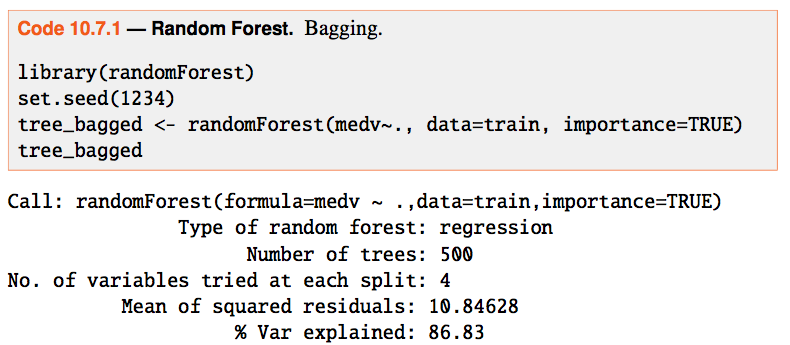 Code 10.7.1 — Random Forest. Bagging.
library(randomForest)
set.seed(1234)
tree_bagged <- randomForest(medv~., data=train, importance=TRUE)
tree_bagged
Call: randomForest(formula=medv ~ .,data=train,importance=TRUE)
Type of random forest: regression
Number of trees: 500
No. of variables tried at each split: 4
Mean of squared residuals: 10.84628
% Var explained: 86.83